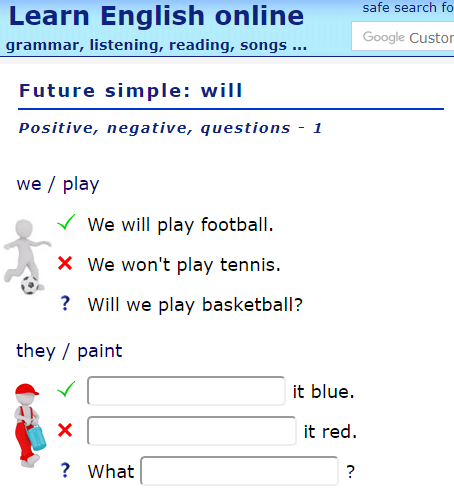 Learn English online
safe search fo
grammar, listening, reading, songs ...
Google Custor
Future simple: will
Positive, negative, questions - 1
we / play
We will play football.
We won't play tennis.
? Will we play basketball?
they / paint
it blue.
it red.
? What ?